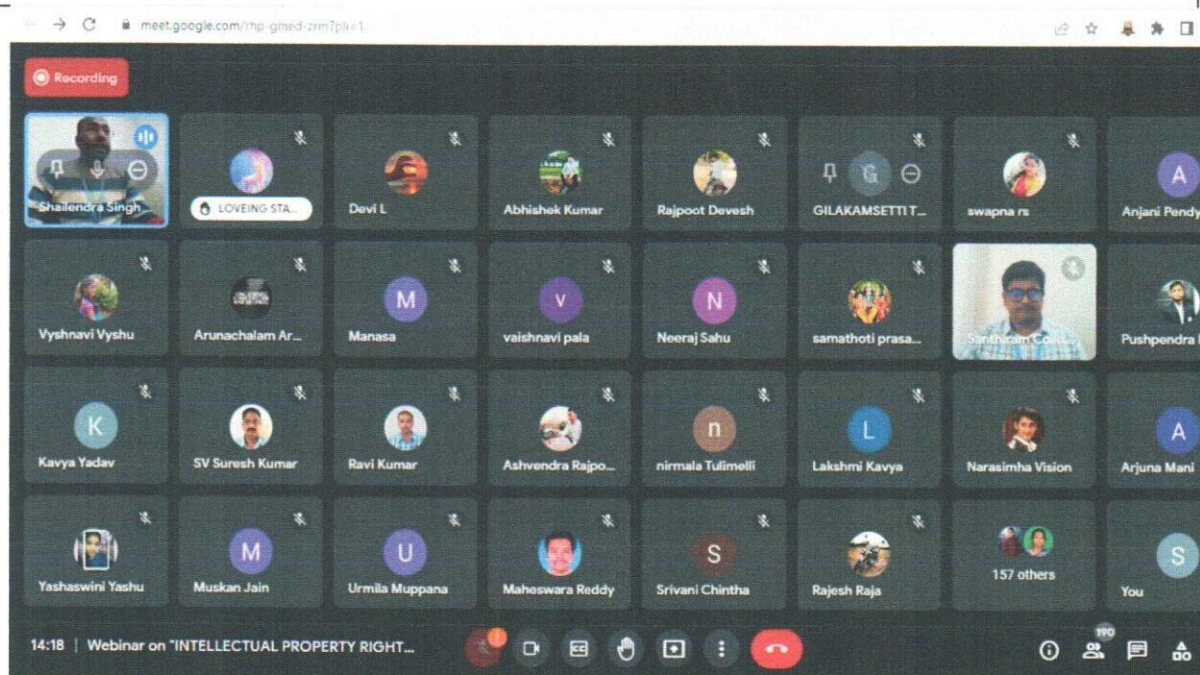 meet.google.com/rhp-gmed-zrm?pli=1
Recording
Shailendra Singh
LOVEING STA...
Devi L
Abhishek Kumar
Rajpoot Devesh
G
GILAKAMSETTI T...
swapna rs
A
Anjani Pendy
Vyshnavi Vyshu
Arunachalam Ar...
M
Manasa
v
vaishnavi pala
N
Neeraj Sahu
samathoti prasa...
Santhiram
Pushpendra
K
Kavya Yadav
SV Suresh Kumar
Ravi Kumar
Ashvendra Rajpo...
n
nirmala Tulimelli
L
Lakshmi Kavya
Narasimha Vision
A
Arjuna Mani
Yashaswini Yashu
M
Muskan Jain
U
Urmila Muppana
Maheswara Reddy
S
Srivani Chintha
Rajesh Raja
157 others
S
You
14:18 | Webinar on "INTELLECTUAL PROPERTY RIGHT...
CC
190